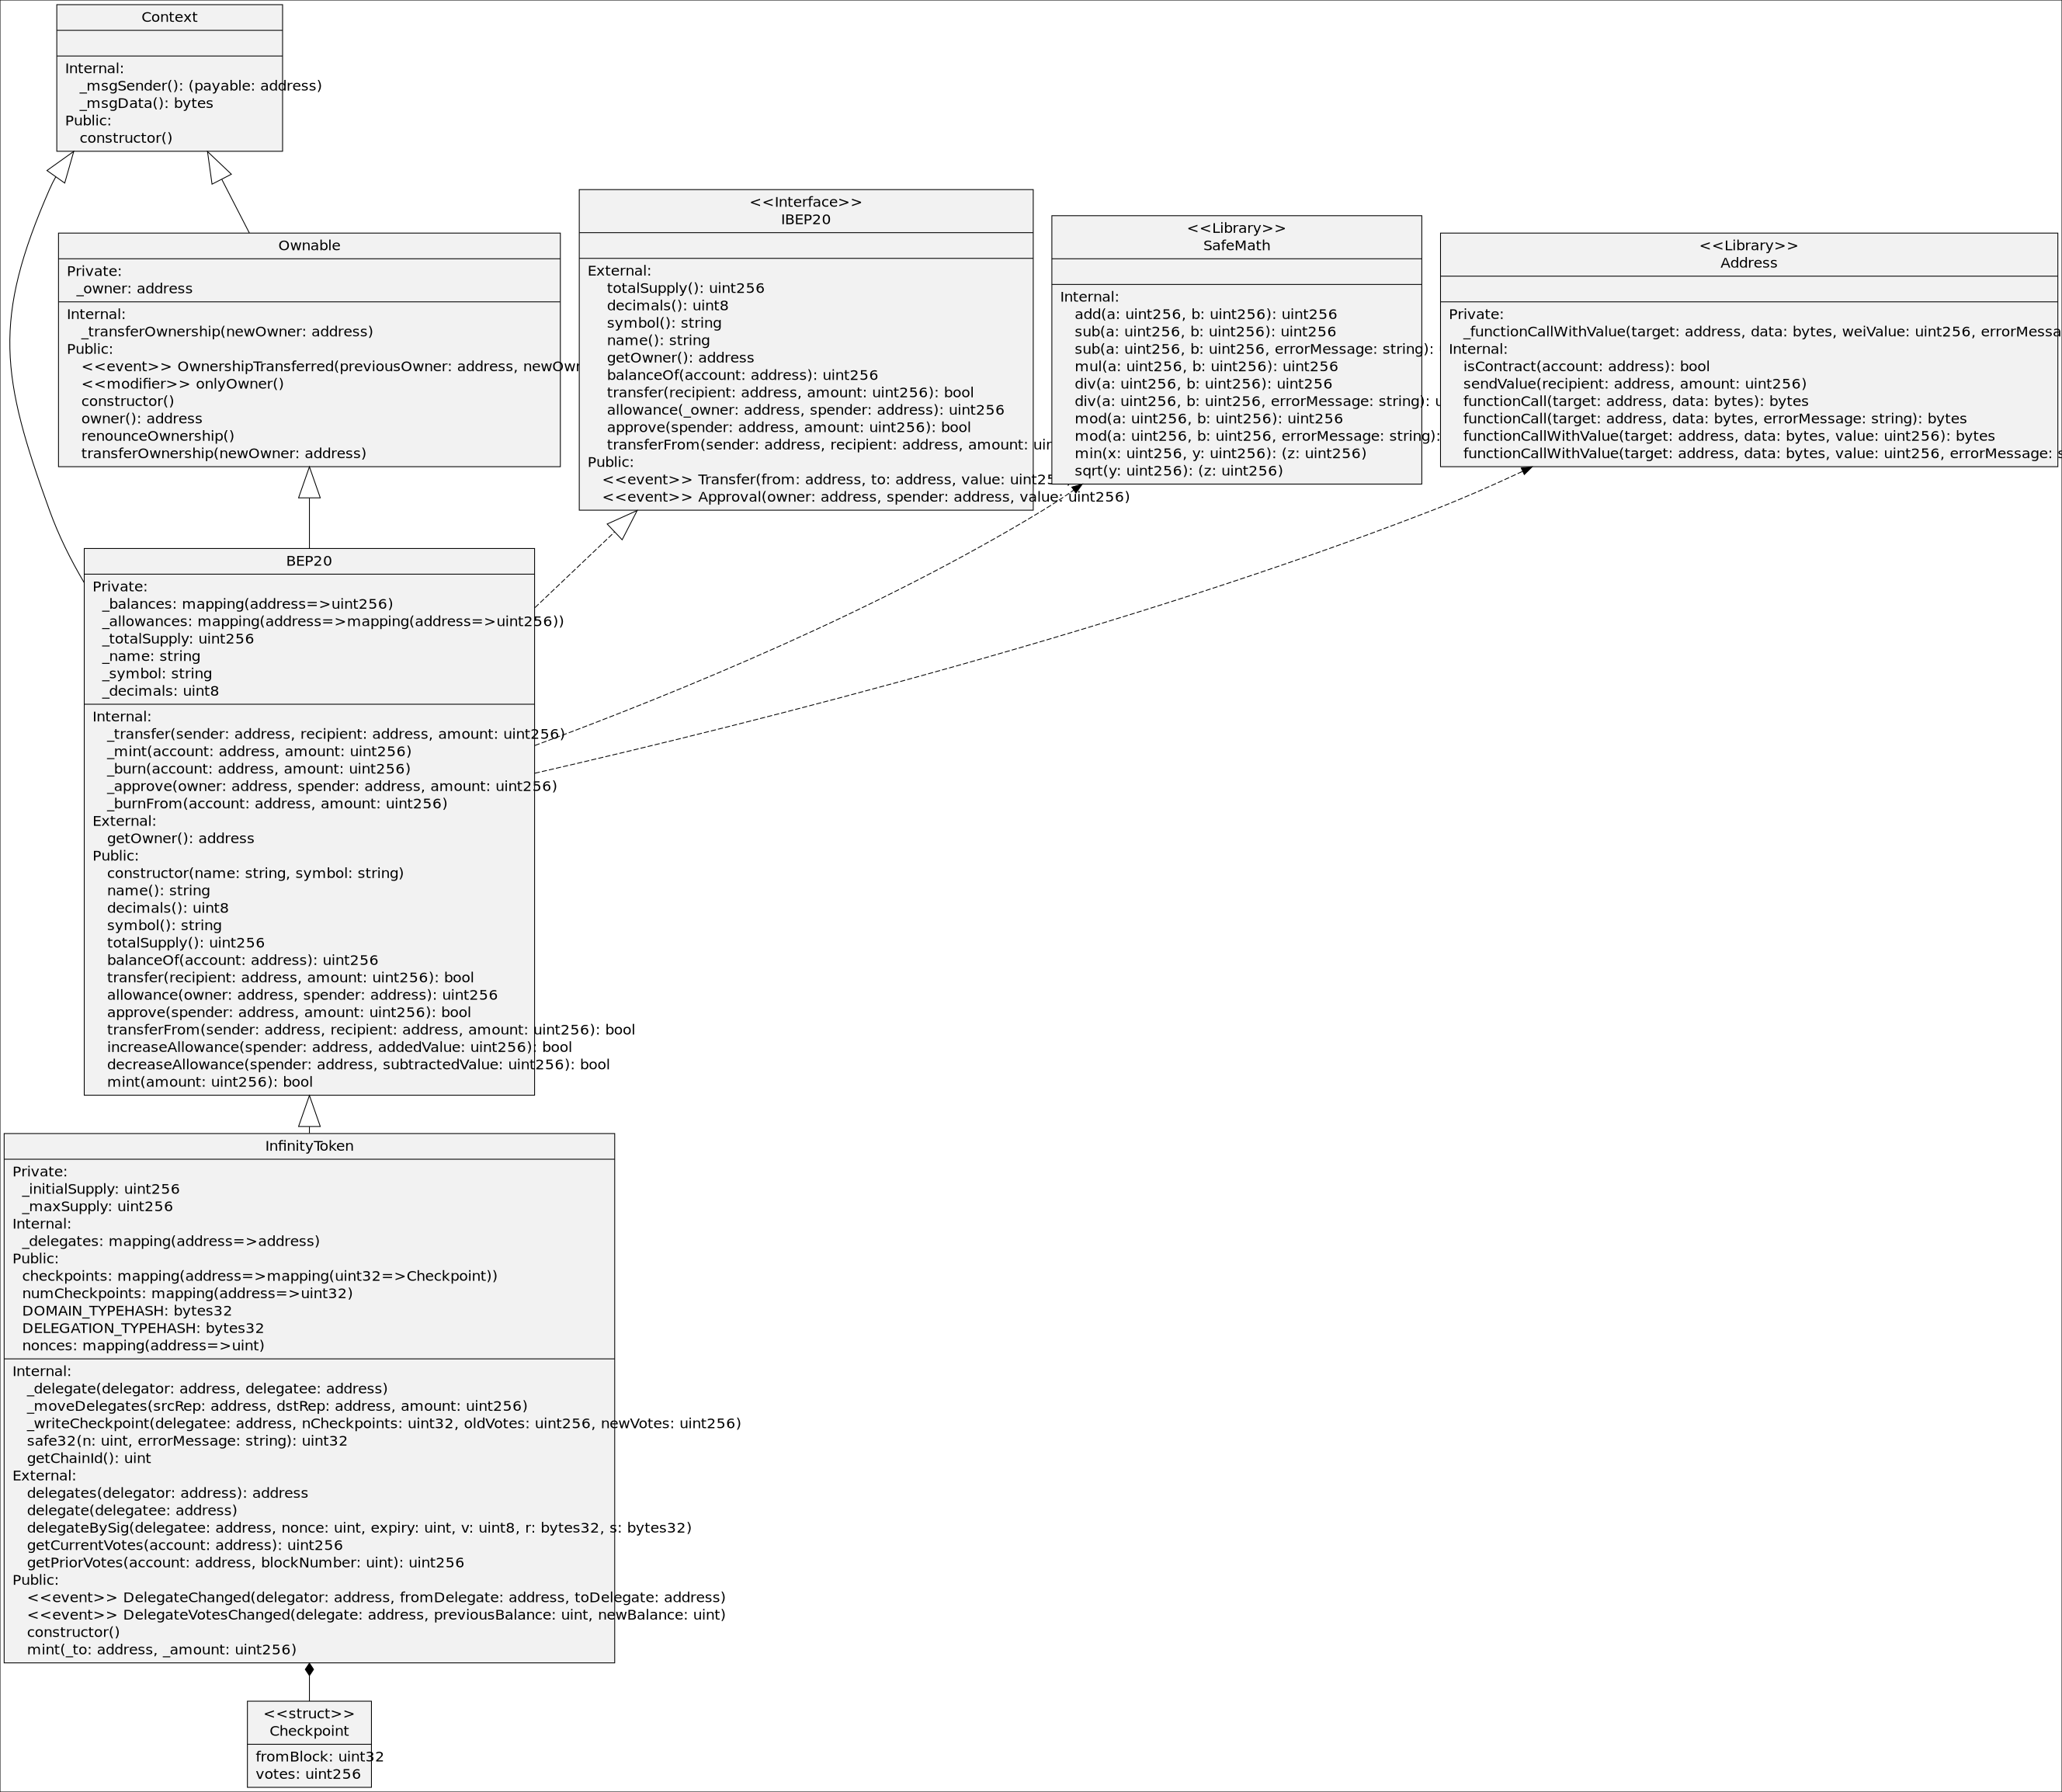 Context
Internal:
_msgSender(): (payable: address)
_msgData(): bytes
Public:
constructor()
Ownable
Private:
_owner: address
Internal:
_transferOwnership(newOwner: address)
Public:
<<event>> OwnershipTransferred(previousOwner: address,
<<modifier>> onlyOwner()
constructor()
owner(): address
renounceOwnership()
transferOwnership(newOwner: address)
<<Interface>>
IBEP20
External:
totalSupply(): uint256
decimals(): uint8
symbol(): string
name(): string
getOwner(): address
balanceOf(account: address): uint256
transfer(recipient: address, amount: uint256): bool
allowance(_owner: address, spender: address): uint256
approve(spender: address, amount: uint256): bool
transferFrom(sender: address, recipient: address, amount:
Public:
<<event>> Transfer(from: address, to: address, value:
<<event>> Approval(owner: address, spender: address, value: uint256)
<<Library>>
SafeMath
Internal:
add(a: uint256, b: uint256): uint256
sub(a: uint256, b: uint256): uint256
sub(a: uint256, b: uint256, errorMessage: string):
mul(a: uint256, b: uint256): uint256
div(a: uint256, b: uint256): uint256
div(a: uint256, b: uint256, errorMessage: string):
mod(a: uint256, b: uint256): uint256
mod(a: uint256, b: uint256, errorMessage: string):
min(x: uint256, y: uint256): (z: uint256)
sqrt(y: uint256): (z: uint256)
<<Library>>
Address
Private:
_functionCallWithValue(target: address, data: bytes, weiValue: uint256,
Internal:
isContract(account: address): bool
sendValue(recipient: address, amount: uint256)
functionCall(target: address, data: bytes): bytes
functionCall(target: address, data: bytes, errorMessage: string): bytes
functionCallWithValue(target: address, data: bytes, value: uint256): bytes
functionCallWithValue(target: address, data: bytes, value: uint256, errorMessage:
BEP20
Private:
_balances: mapping(address=>uint256)
_allowances: mapping(address=>mapping(address=>uint256))
_totalSupply: uint256
_name: string
_symbol: string
_decimals: uint8
Internal:
_transfer(sender: address, recipient: address, amount: uint256)
_mint(account: address, amount: uint256)
_burn(account: address, amount: uint256)
_approve(owner: address, spender: address, amount: uint256)
_burnFrom(account: address, amount: uint256)
External:
getOwner(): address
Public:
constructor(name: string, symbol: string)
name(): string
decimals(): uint8
symbol(): string
totalSupply(): uint256
balanceOf(account: address): uint256
transfer(recipient: address, amount: uint256): bool
allowance(owner: address, spender: address): uint256
approve(spender: address, amount: uint256): bool
transferFrom(sender: address, recipient: address, amount: uint256): bool
increaseAllowance(spender: address, addedValue: uint256): bool
decreaseAllowance(spender: address, subtractedValue: uint256): bool
mint(amount: uint256): bool
InfinityToken
Private:
_initialSupply: uint256
_maxSupply: uint256
Internal:
_delegates: mapping(address=>address)
Public:
checkpoints: mapping(address=>mapping(uint32=>Checkpoint))
numCheckpoints: mapping(address=>uint32)
DOMAIN_TYPEHASH: bytes32
DELEGATION_TYPEHASH: bytes32
nonces: mapping(address=>uint)
Internal:
_delegate(delegator: address, delegatee: address)
_moveDelegates(srcRep: address, dstRep: address, amount: uint256)
_writeCheckpoint(delegatee: address, nCheckpoints: uint32, oldVotes: uint256, newVotes: uint256)
safe32(n: uint, errorMessage: string): uint32
getChainId(): uint
External:
delegates(delegator: address): address
delegate(delegatee: address)
delegateBySig(delegatee: address, nonce: uint, expiry: uint, v: uint8, r: bytes32, s: bytes32)
getCurrentVotes(account: address): uint256
getPriorVotes(account: address, blockNumber: uint): uint256
Public:
<<event>> DelegateChanged(delegator: address, fromDelegate: address, toDelegate: address)
<<event>> DelegateVotesChanged(delegate: address, previousBalance: uint, newBalance: uint)
constructor()
mint(_to: address, _amount: uint256)
<<struct>>
Checkpoint
fromBlock: uint32
votes: uint256